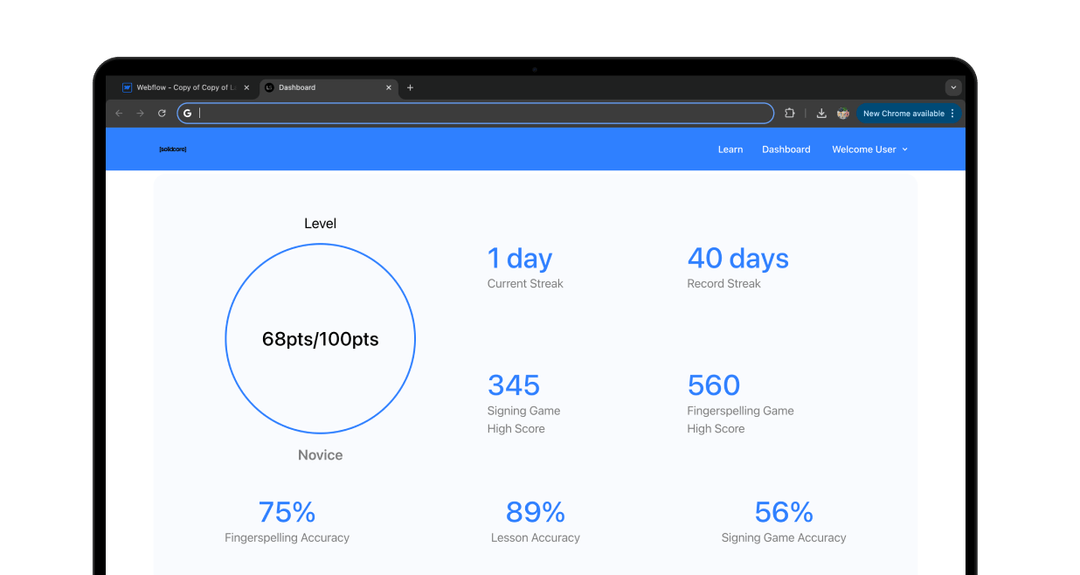 Webflow - Copy of Copy of L
Dashboard
New Chrome available
[solidcore]
Learn
Dashboard
Welcome User
Level
68pts/100pts
Novice
1 day
Current Streak
40 days
Record Streak
345
Signing Game
High Score
560
Fingerspelling Game
High Score
75%
Fingerspelling Accuracy
89%
Lesson Accuracy
56%
Signing Game Accuracy